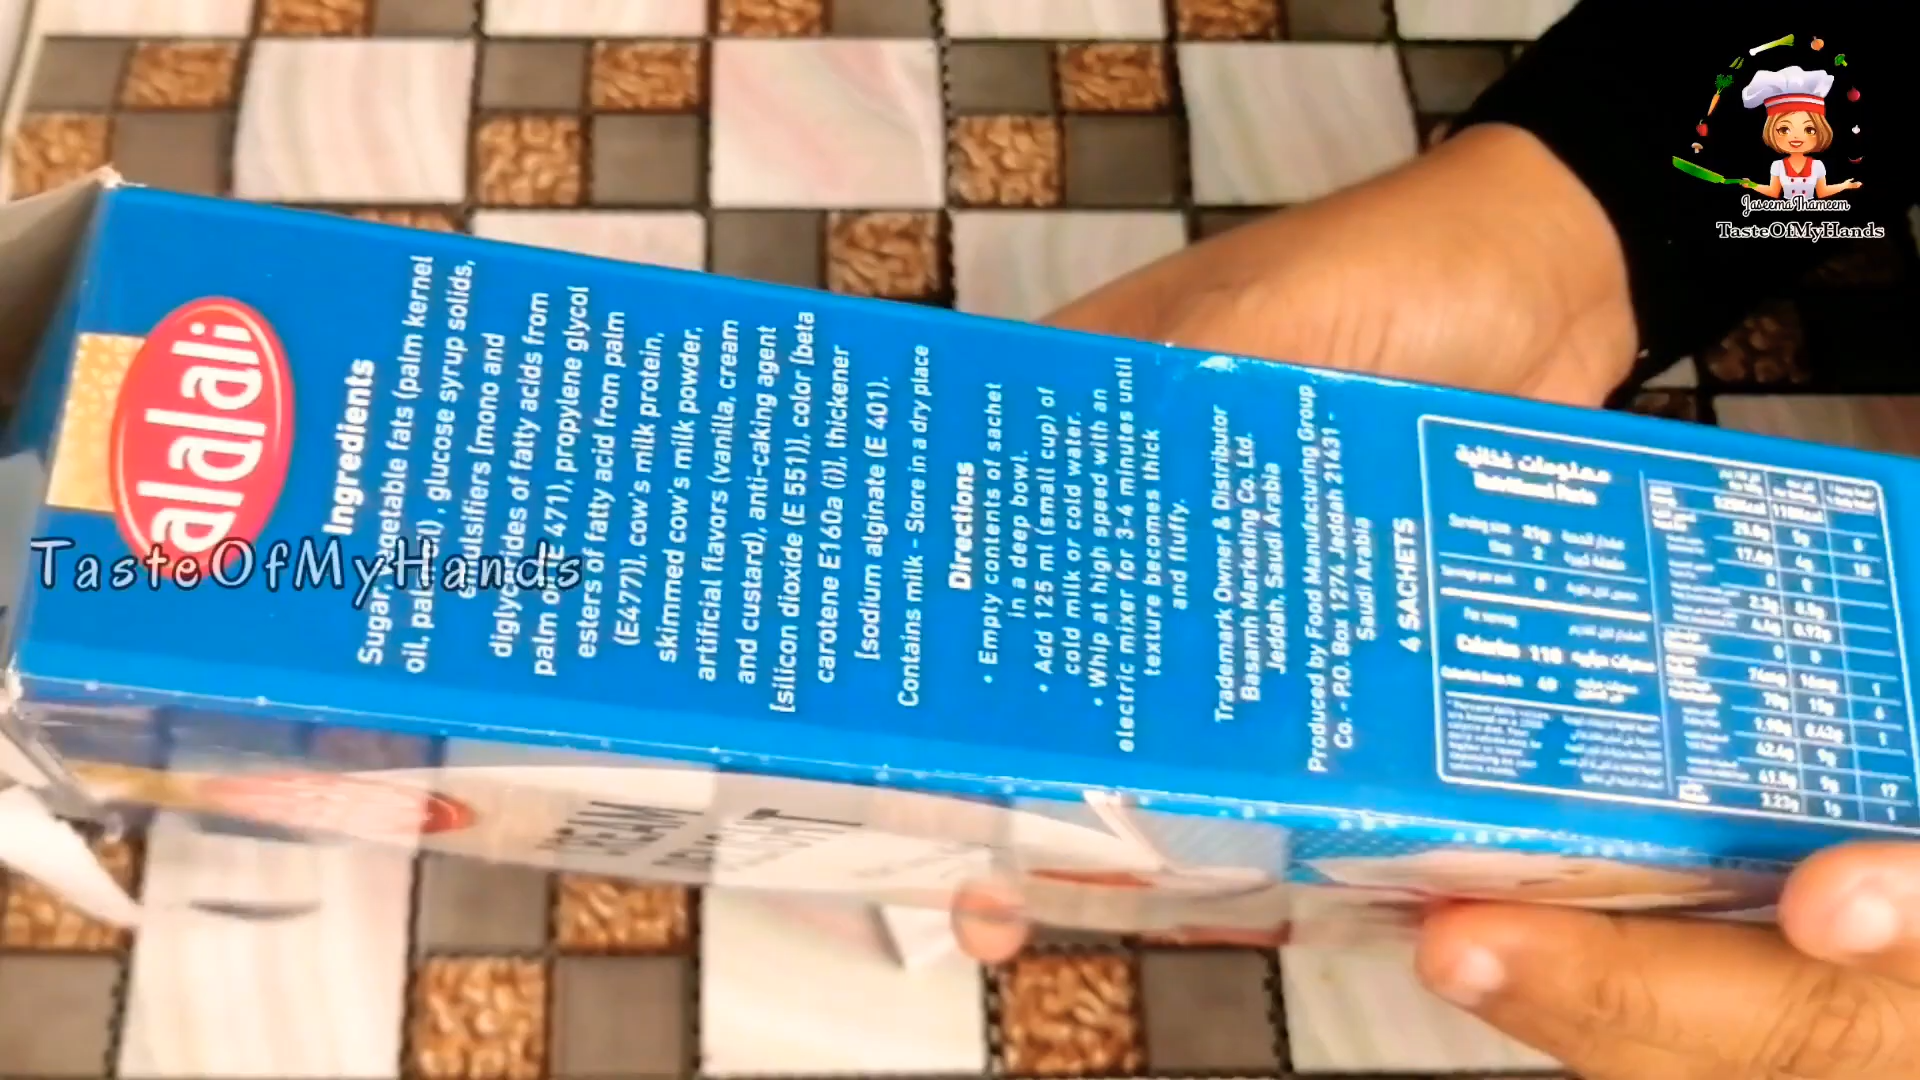 alalali
Ingredients
Sugar, vegetable fats (palm kernel
oil, palm oil), glucose syrup solids,
emulsifiers [mono and
diglycerides of fatty acids from
palm oil (E 471), propylene glycol
esters of fatty acid from palm
(E477)], cow's milk protein,
skimmed cow's milk powder,
artificial flavors (vanilla, cream
and custard), anti-caking agent
[silicon dioxide (E 551)], color [beta
carotene E160a (i)], thickener
[sodium alginate (E 401).
Contains milk - Store in a dry place
Directions
• Empty contents of sachet
in a deep bowl.
• Add 125 ml (small cup) of
cold milk or cold water.
• Whip at high speed with an
electric mixer for 3-4 minutes until
texture becomes thick
and fluffy.
Trademark Owner & Distributor
Basamh Marketing Co. Ltd.
Jeddah, Saudi Arabia
Produced by Food Manufacturing Group
Co. - P.O. Box 1274 Jeddah 21431 -
Saudi Arabia
4 SACHETS
معلومات غذائية
Nutritional Facts
Serving size 21g
Calories 110
CREAM
TasteOfMyHands
JaseemaThameem
TasteOfMyHands